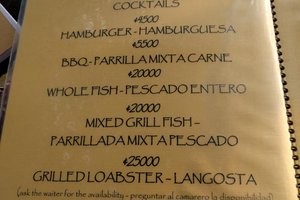 COCKTAILS
¢4500
HAMBURGER - HAMBURGUESA
¢5500
BBQ - PARRILLA MIXTA CARNE
¢20000
WHOLE FISH - PESCADO ENTERO
¢20000
MIXED GRILL FISH -
PARRILLADA MIXTA PESCADO
¢25000
GRILLED LOABSTER - LANGOSTA
(ask the waiter for the availability - preguntar al camarero la disponibilidad)